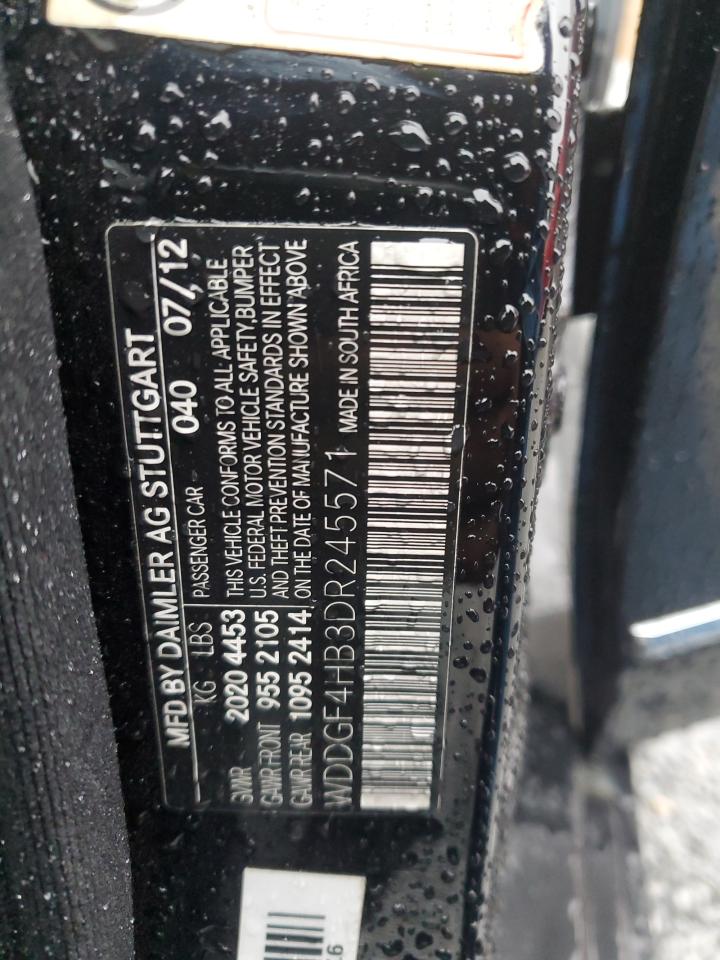 MFD BY DAIMLER AG STUTTGART
KG LBS PASSENGER CAR 040 07/12
GVWR 2020 4453 THIS VEHICLE CONFORMS TO ALL APPLICABLE
GAWR FRONT 955 2105 U.S. FEDERAL MOTOR VEHICLE SAFETY, BUMPER
GAWR REAR 1095 2414 AND THEFT PREVENTION STANDARDS IN EFFECT
ON THE DATE OF MANUFACTURE SHOWN ABOVE
WDDGF4HB3DR245571 MADE IN SOUTH AFRICA